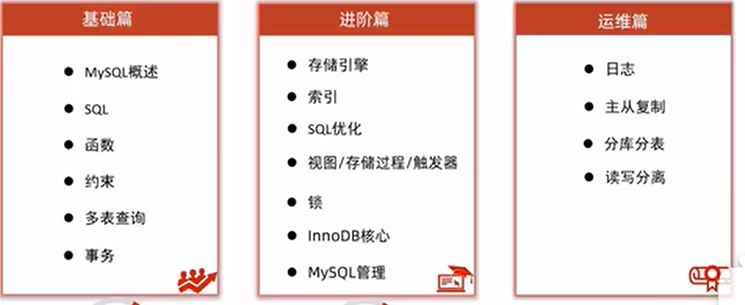 基础篇
MySQL概述
SQL
函数
约束
多表查询
事务
进阶篇
存储引擎
索引
SQL优化
视图/存储过程/触发器
锁
InnoDB核心
MySQL管理
运维篇
日志
主从复制
分库分表
读写分离